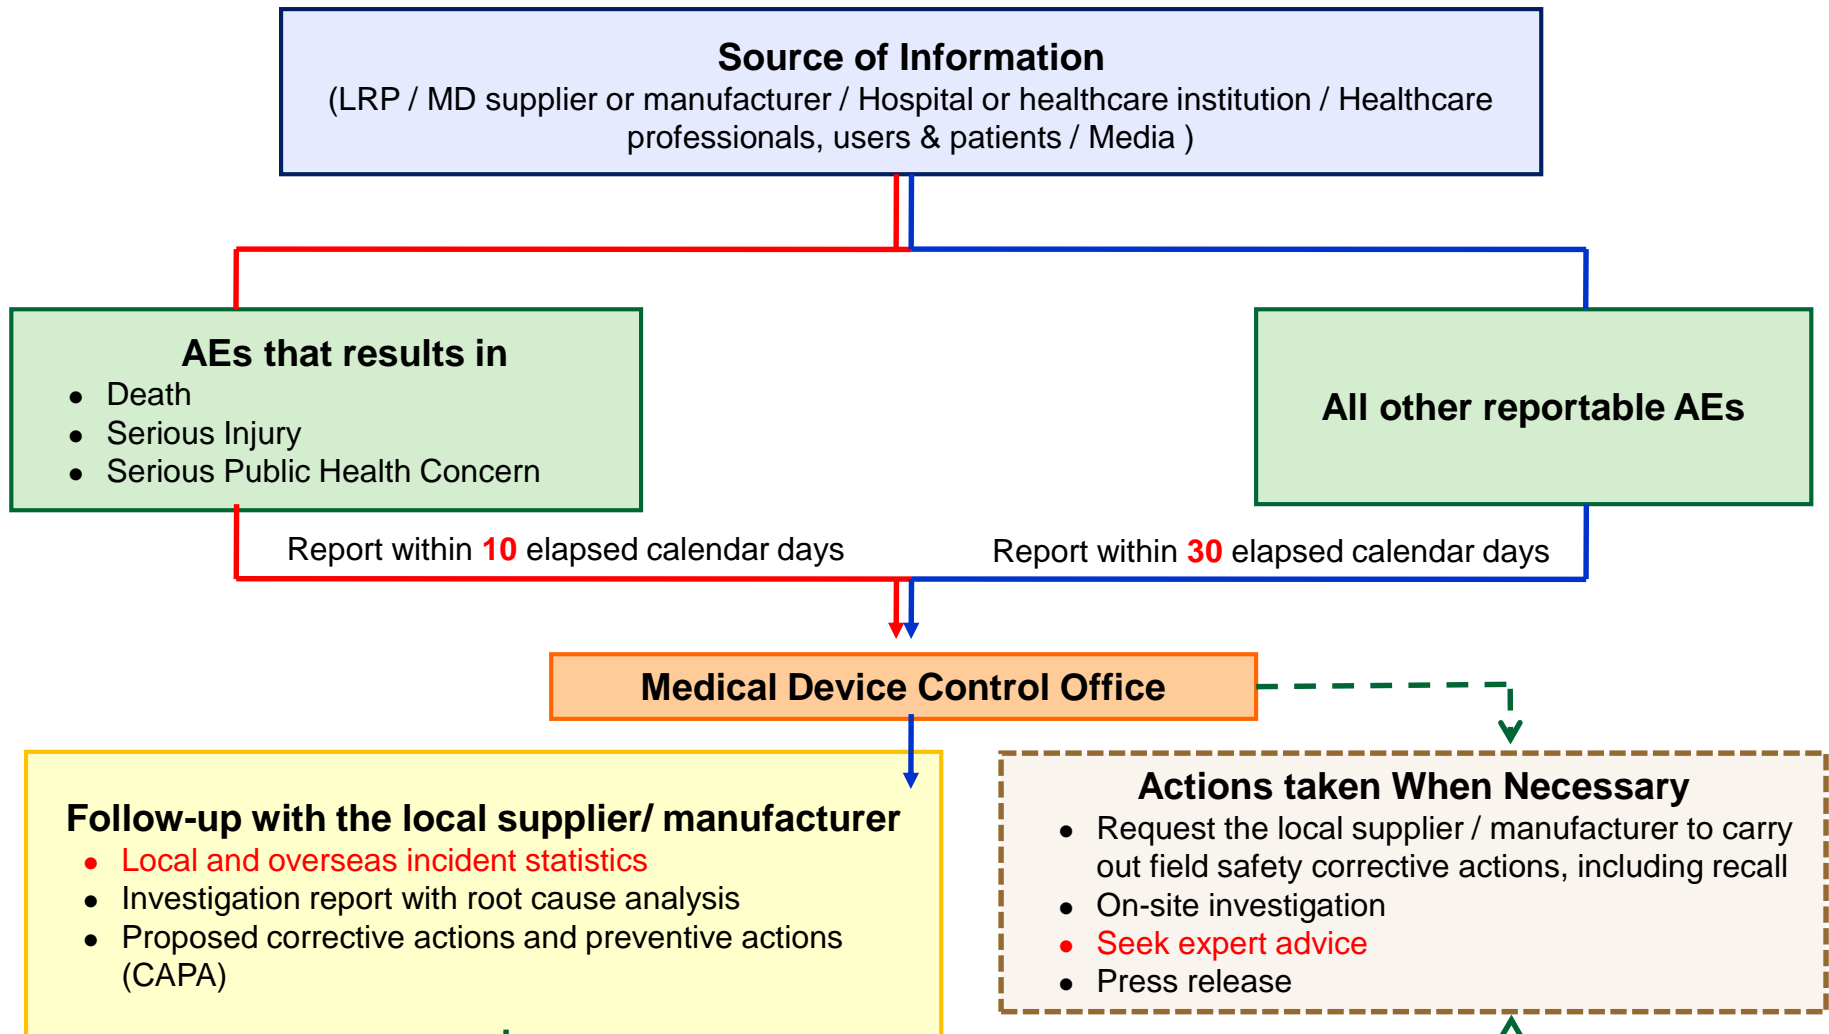 Source of Information
(LRP / MD supplier or manufacturer / Hospital or healthcare institution / Healthcare
professionals, users & patients / Media )
AEs that results in
● Death
● Serious Injury
● Serious Public Health Concern
All other reportable AEs
Report within 10 elapsed calendar days
Report within 30 elapsed calendar days
Medical Device Control Office
Follow-up with the local supplier/ manufacturer
● Local and overseas incident statistics
● Investigation report with root cause analysis
● Proposed corrective actions and preventive actions
(CAPA)
Actions taken When Necessary
● Request the local supplier / manufacturer to carry
out field safety corrective actions, including recall
● On-site investigation
● Seek expert advice
● Press release